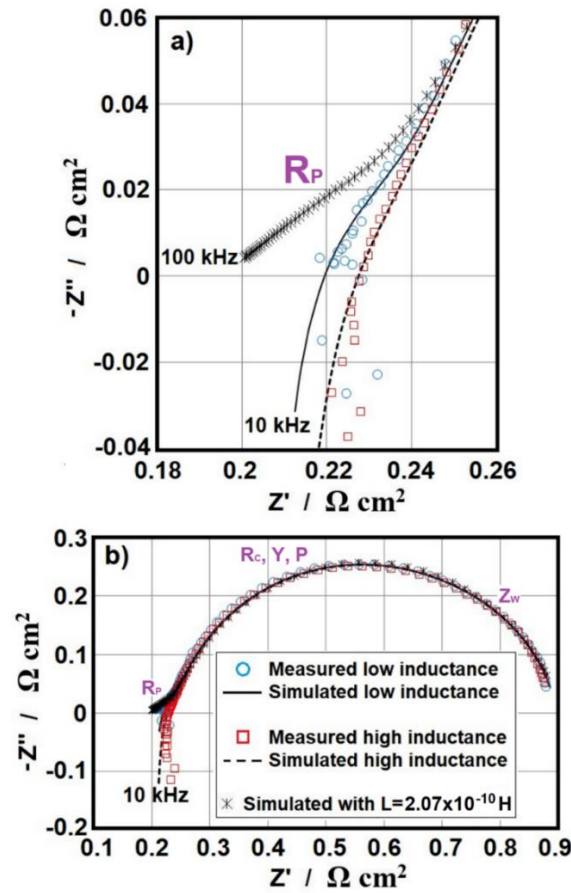 a)
0.06
0.04
0.02
0
-0.02
-0.04
-Z'' / Ω cm²
RP
100 kHz
10 kHz
0.18 0.2 0.22 0.24 0.26
Z' / Ω cm²
b)
0.3
0.2
0.1
0
-0.1
-0.2
-Z'' / Ω cm²
Rc, Y, P
Zw
RP
Measured low inductance
Simulated low inductance
Measured high inductance
Simulated high inductance
Simulated with L=2.07x10⁻¹⁰H
10 kHz
0.1 0.2 0.3 0.4 0.5 0.6 0.7 0.8 0.9
Z' / Ω cm²